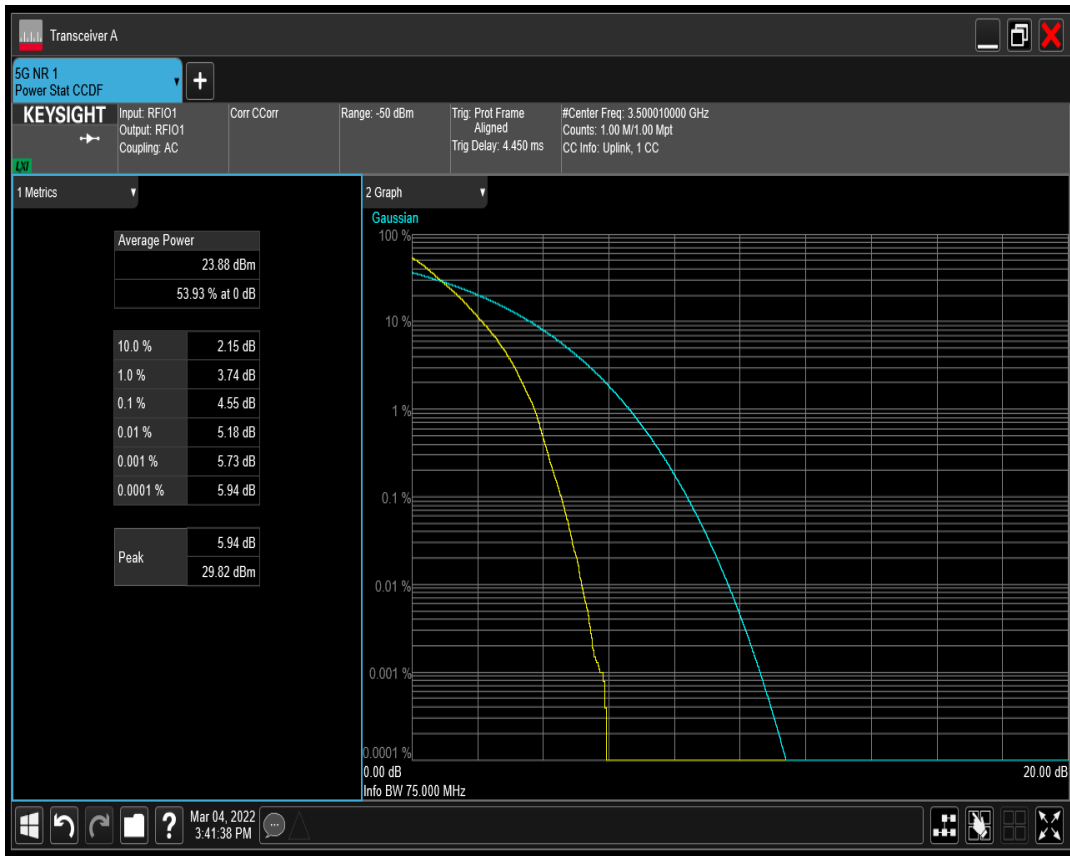 Transceiver A
5G NR 1
Power Stat CCDF
+
KEYSIGHT
LXI
Input: RFIO1
Output: RFIO1
Coupling: AC
Corr CCorr
Range: -50 dBm
Trig: Prot Frame
Aligned
Trig Delay: 4.450 ms
#Center Freq: 3.500010000 GHz
Counts: 1.00 M/1.00 Mpt
CC Info: Uplink, 1 CC
1 Metrics
Average Power
23.88 dBm
53.93 % at 0 dB
10.0 % 2.15 dB
1.0 % 3.74 dB
0.1 % 4.55 dB
0.01 % 5.18 dB
0.001 % 5.73 dB
0.0001 % 5.94 dB
Peak
5.94 dB
29.82 dBm
2 Graph
Gaussian
100 %
10 %
1 %
0.1 %
0.01 %
0.001 %
0.0001 %
0.00 dB 20.00 dB
Info BW 75.000 MHz
?
Mar 04, 2022
3:41:38 PM